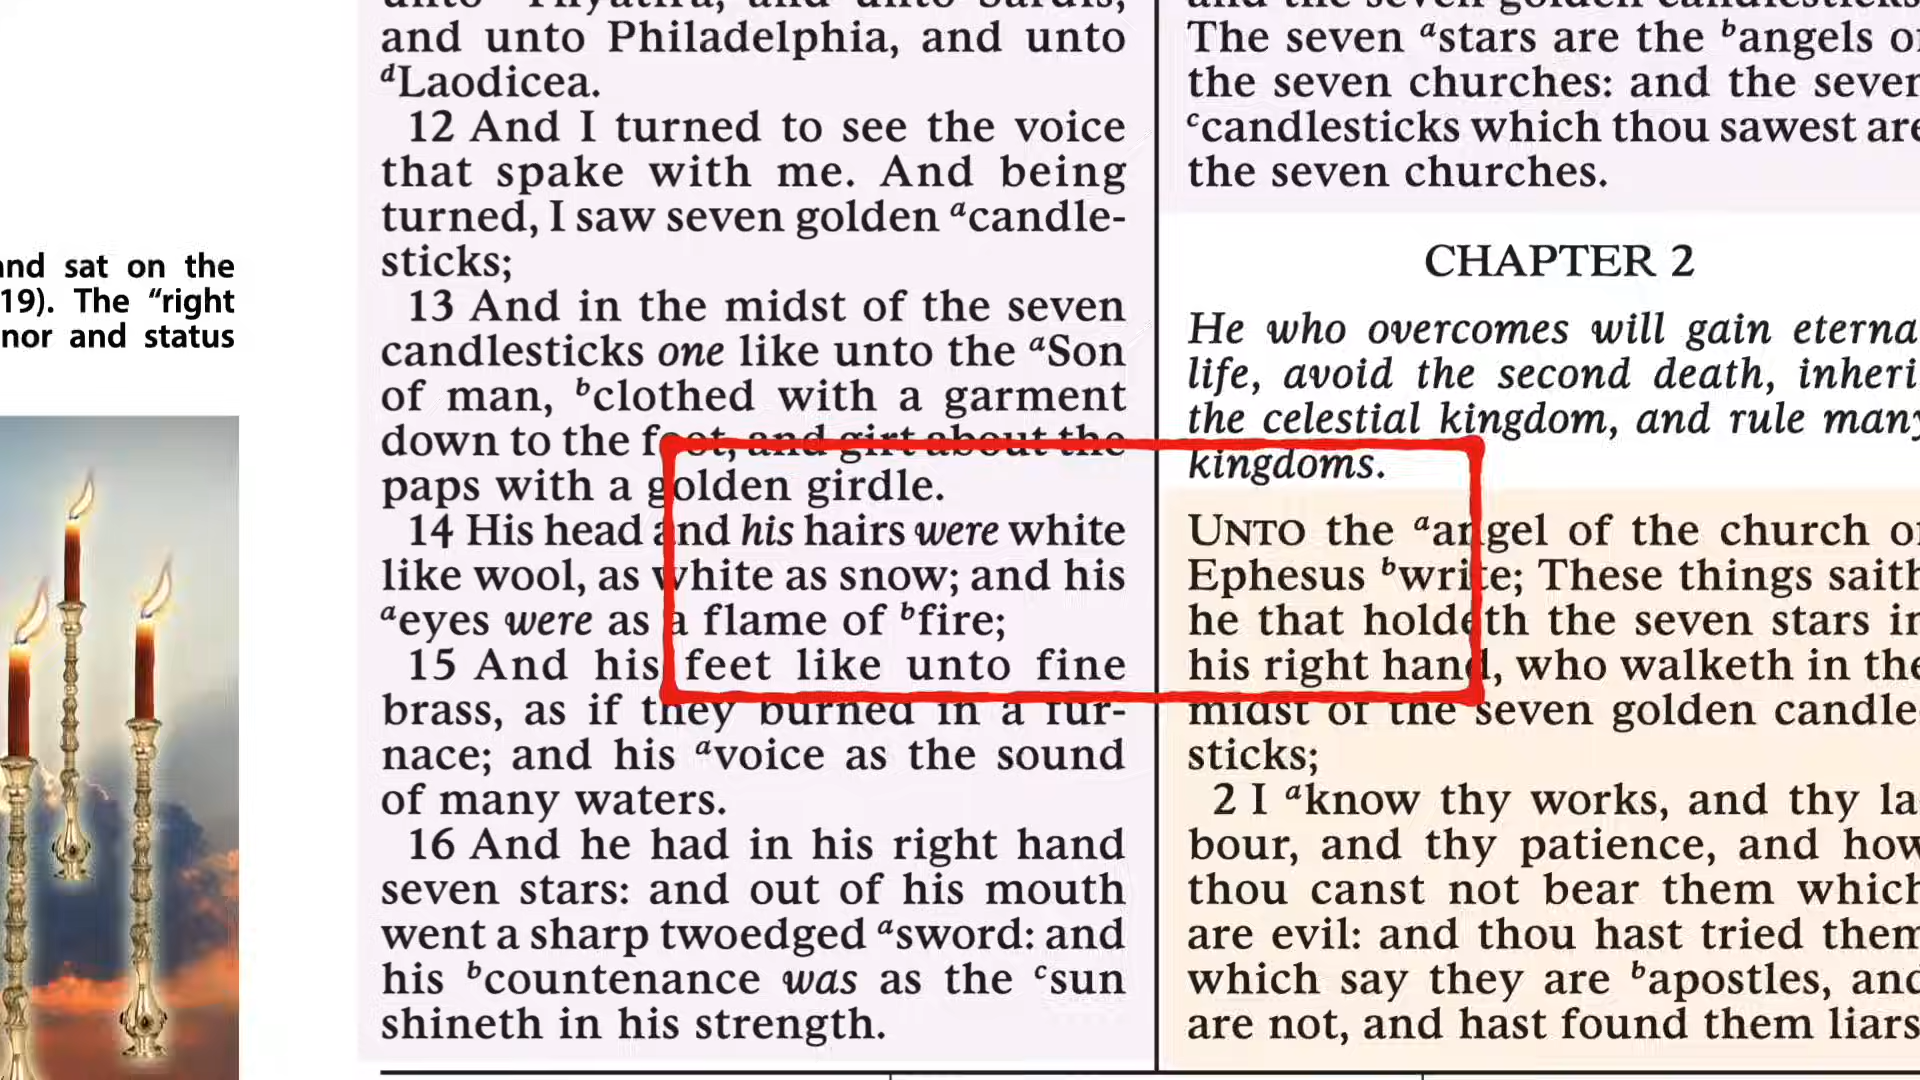 and sat on the
19). The “right
nor and status
and unto Philadelphia, and unto
dLaodicea.
12 And I turned to see the voice
that spake with me. And being
turned, I saw seven golden acandle-
sticks;
13 And in the midst of the seven
candlesticks one like unto the aSon
of man, bclothed with a garment
down to the foot, and girt about the
paps with a golden girdle.
14 His head and his hairs were white
like wool, as white as snow; and his
aeyes were as a flame of bfire;
15 And his feet like unto fine
brass, as if they burned in a fur-
nace; and his avoice as the sound
of many waters.
16 And he had in his right hand
seven stars: and out of his mouth
went a sharp twoedged asword: and
his bcountenance was as the csun
shineth in his strength.
The seven astars are the bangels of
the seven churches: and the seven
ccandlesticks which thou sawest are
the seven churches.
CHAPTER 2
He who overcomes will gain eterna
life, avoid the second death, inheri
the celestial kingdom, and rule many
kingdoms.
UNTO the aangel of the church of
Ephesus bwrite; These things saith
he that holdeth the seven stars in
his right hand, who walketh in the
midst of the seven golden candle
sticks;
2 I aknow thy works, and thy la
bour, and thy patience, and how
thou canst not bear them which
are evil: and thou hast tried them
which say they are bapostles, and
are not, and hast found them liars